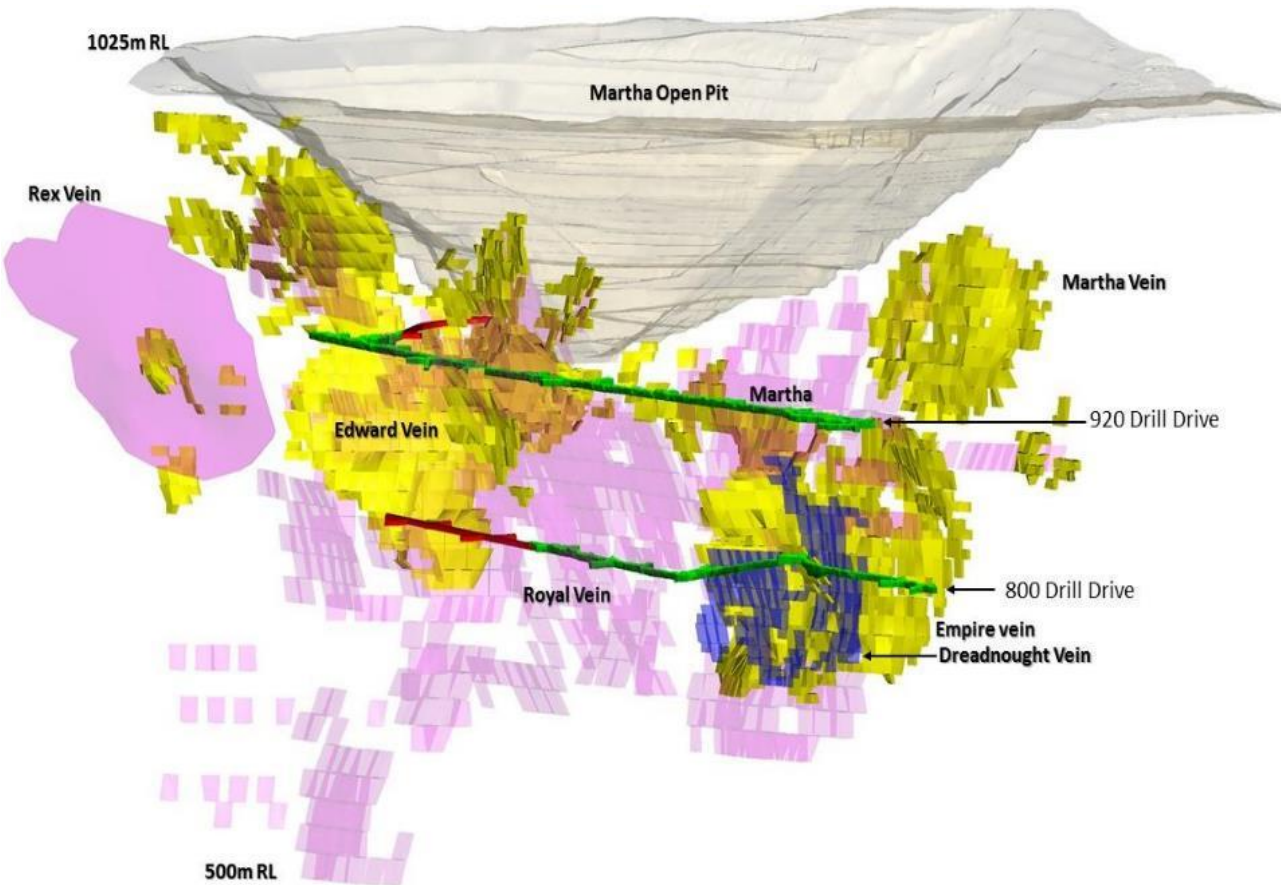 1025m RL
Martha Open Pit
Rex Vein
Martha Vein
Martha
920 Drill Drive
Edward Vein
800 Drill Drive
Royal Vein
Empire vein
Dreadnought Vein
500m RL